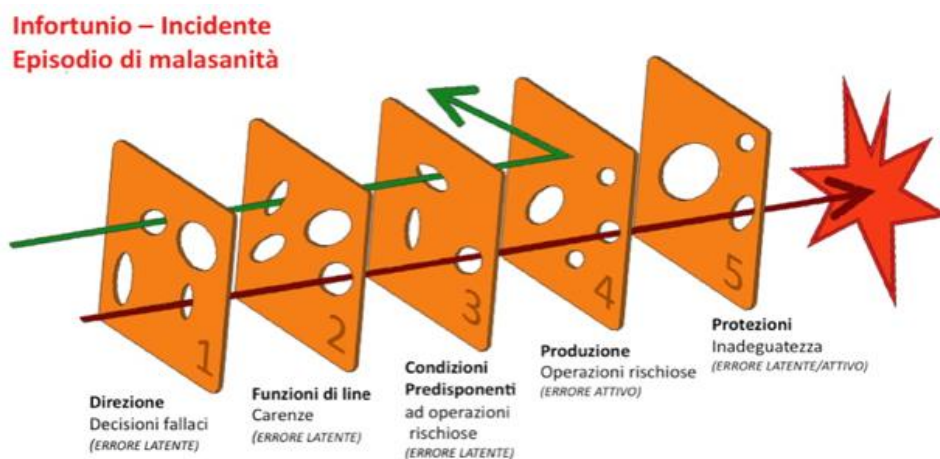 Infortunio – Incidente
Episodio di malasanità
1
2
3
4
5
Direzione
Decisioni fallaci
(ERRORE LATENTE)
Funzioni di line
Carenze
(ERRORE LATENTE)
Condizioni
Predisponenti
ad operazioni
rischiose
(ERRORE LATENTE)
Produzione
Operazioni rischiose
(ERRORE ATTIVO)
Protezioni
Inadeguatezza
(ERRORE LATENTE/ATTIVO)